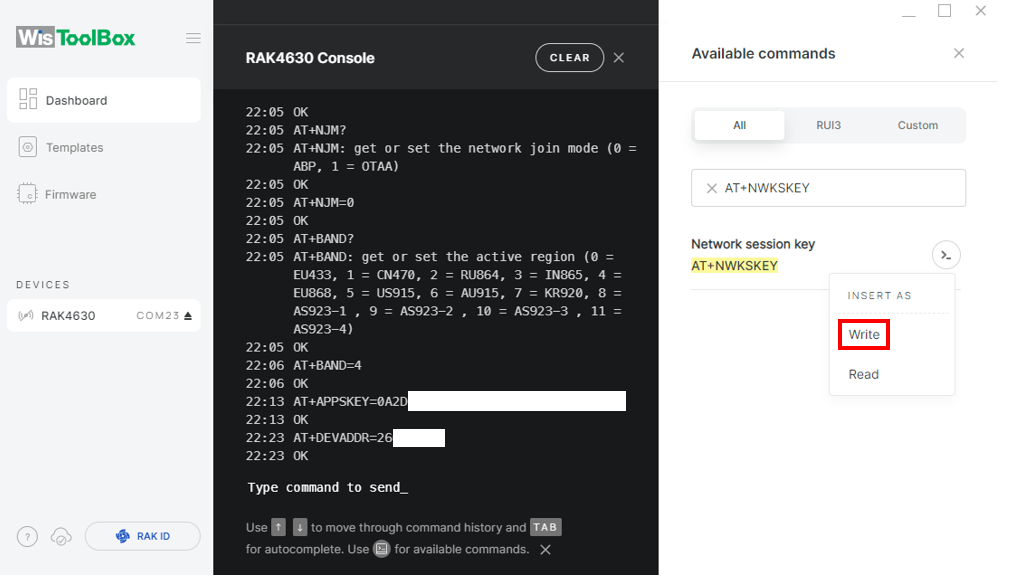 WisToolBox
Dashboard
Templates
Firmware
DEVICES
RAK4630 COM23
?
RAK ID
RAK4630 Console
CLEAR
22:05 OK
22:05 AT+NJM?
22:05 AT+NJM: get or set the network join mode (0 =
ABP, 1 = OTAA)
22:05 OK
22:05 AT+NJM=0
22:05 OK
22:05 AT+BAND?
22:05 AT+BAND: get or set the active region (0 =
EU433, 1 = CN470, 2 = RU864, 3 = IN865, 4 =
EU868, 5 = US915, 6 = AU915, 7 = KR920, 8 =
AS923-1 , 9 = AS923-2 , 10 = AS923-3 , 11 =
AS923-4)
22:05 OK
22:06 AT+BAND=4
22:06 OK
22:13 AT+APPSKEY=0A2D
22:13 OK
22:23 AT+DEVADDR=26
22:23 OK
Type command to send_
Use ↑ ↓ to move through command history and TAB
for autocomplete. Use for available commands.
Available commands
All RUI3 Custom
AT+NWKSKEY
Network session key
AT+NWKSKEY
INSERT AS
Write
Read